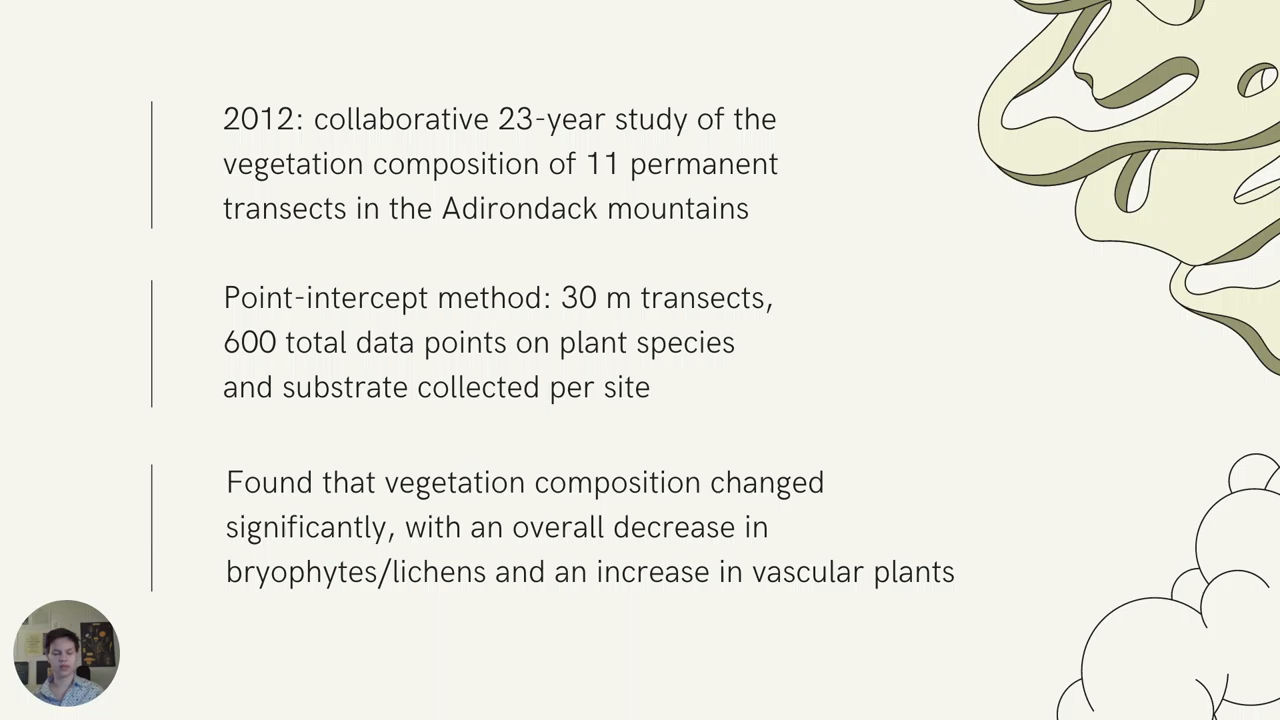 2012: collaborative 23-year study of the
vegetation composition of 11 permanent
transects in the Adirondack mountains
Point-intercept method: 30 m transects,
600 total data points on plant species
and substrate collected per site
Found that vegetation composition changed
significantly, with an overall decrease in
bryophytes/lichens and an increase in vascular plants